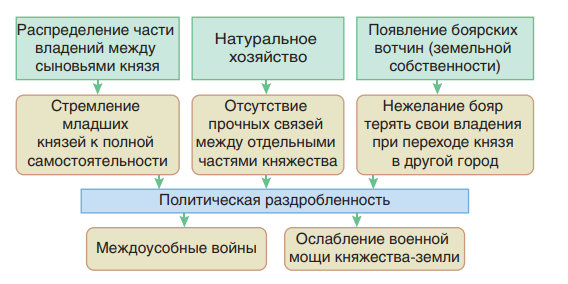 Распределение части
владений между
сыновьями князя
Натуральное
хозяйство
Появление боярских
вотчин (земельной
собственности)
Стремление
младших
князей к полной
самостоятельности
Отсутствие
прочных связей
между отдельными
частями княжества
Нежелание бояр
терять свои владения
при переходе князя
в другой город
Политическая раздробленность
Междоусобные войны
Ослабление военной
мощи княжества-земли